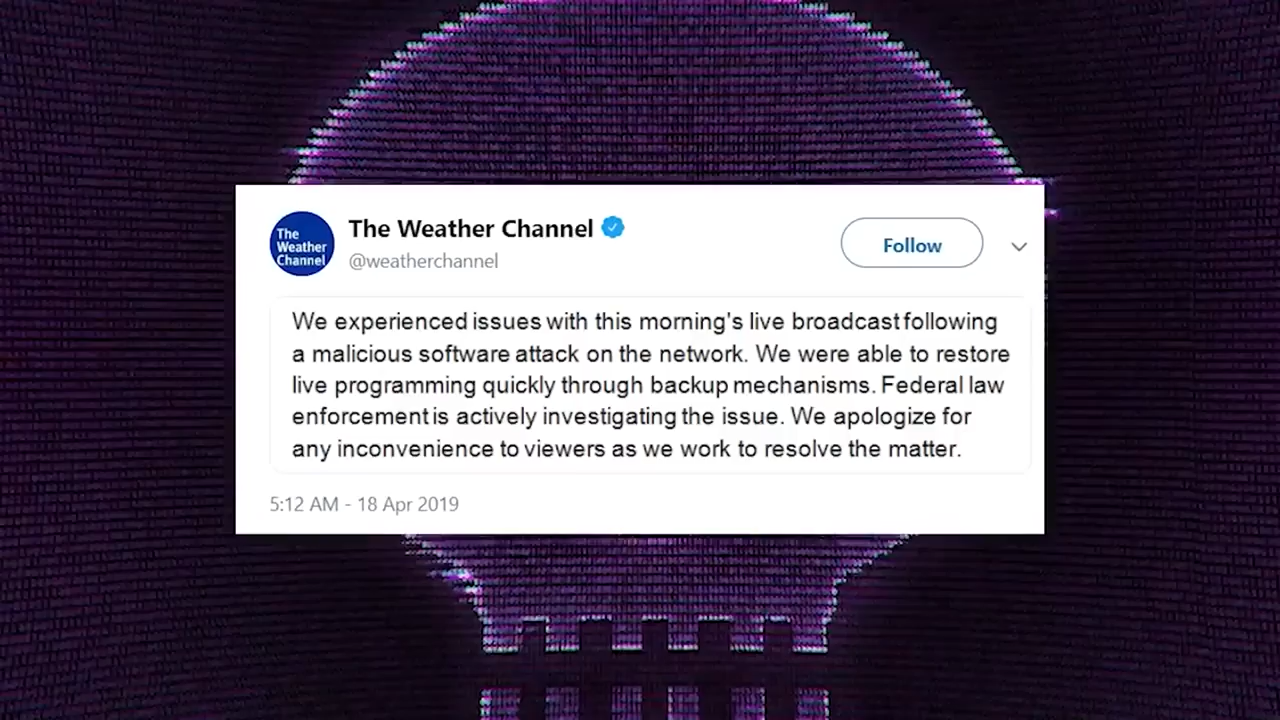 The
Weather
Channel
The Weather Channel
@weatherchannel
Follow
We experienced issues with this morning's live broadcast following
a malicious software attack on the network. We were able to restore
live programming quickly through backup mechanisms. Federal law
enforcement is actively investigating the issue. We apologize for
any inconvenience to viewers as we work to resolve the matter.
5:12 AM - 18 Apr 2019